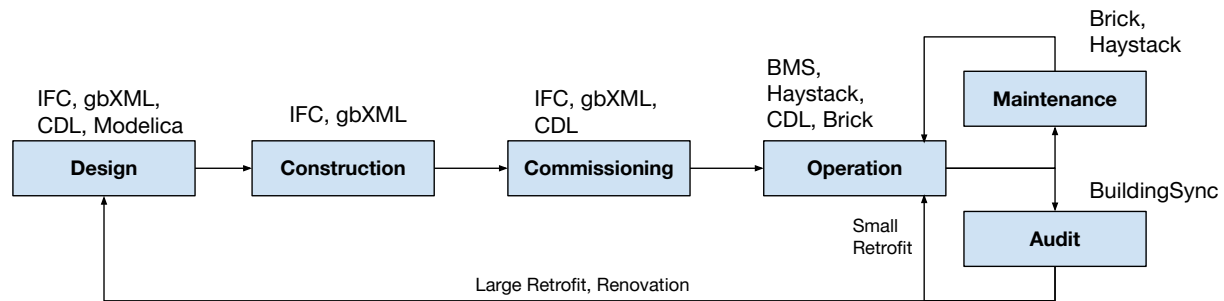 IFC, gbXML,
CDL, Modelica
Design
IFC, gbXML
Construction
IFC, gbXML,
CDL
Commissioning
BMS,
Haystack,
CDL, Brick
Operation
Brick,
Haystack
Maintenance
BuildingSync
Audit
Small
Retrofit
Large Retrofit, Renovation